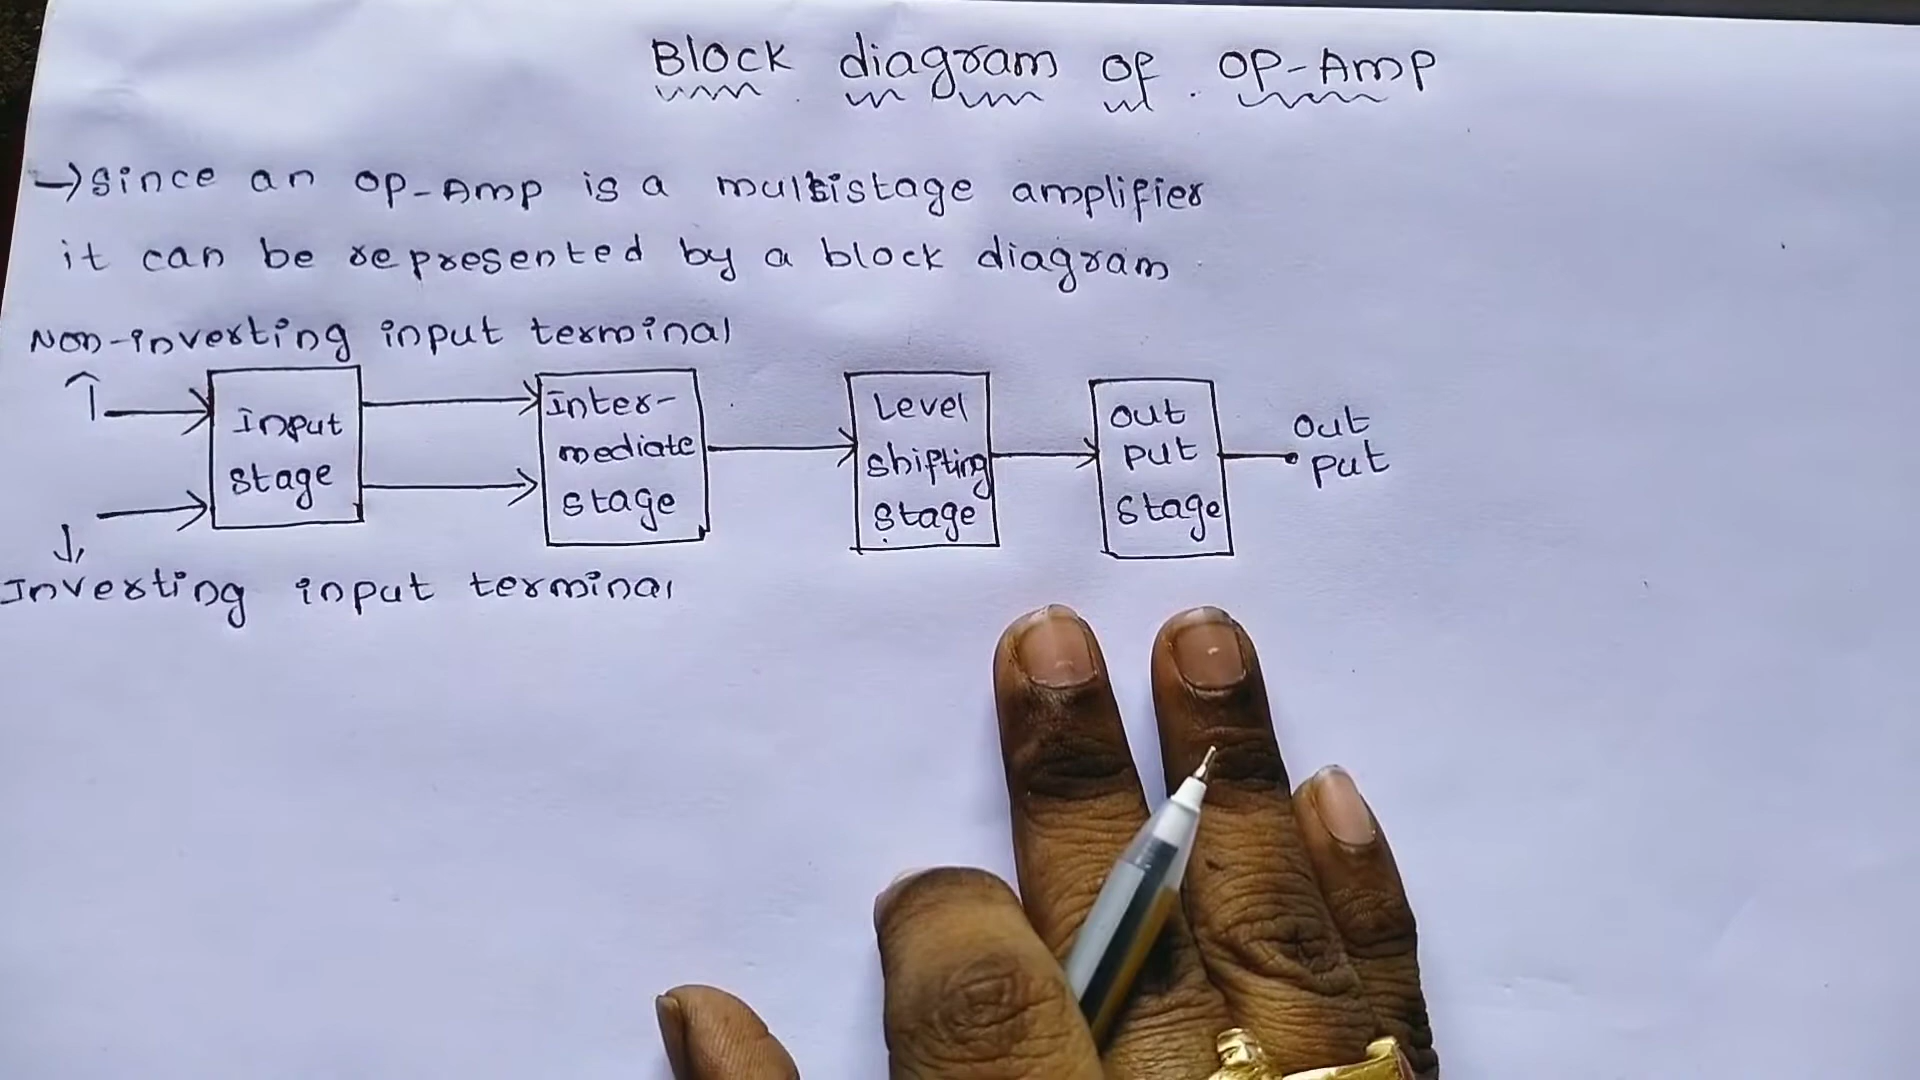 Block diagram of OP-Amp
→since an op-Amp is a multistage amplifier
it can be represented by a block diagram
Non-inverting input terminal
Input
stage
Inter-
mediate
stage
Level
shifting
stage
out
put
stage
out
put
Inverting input terminal